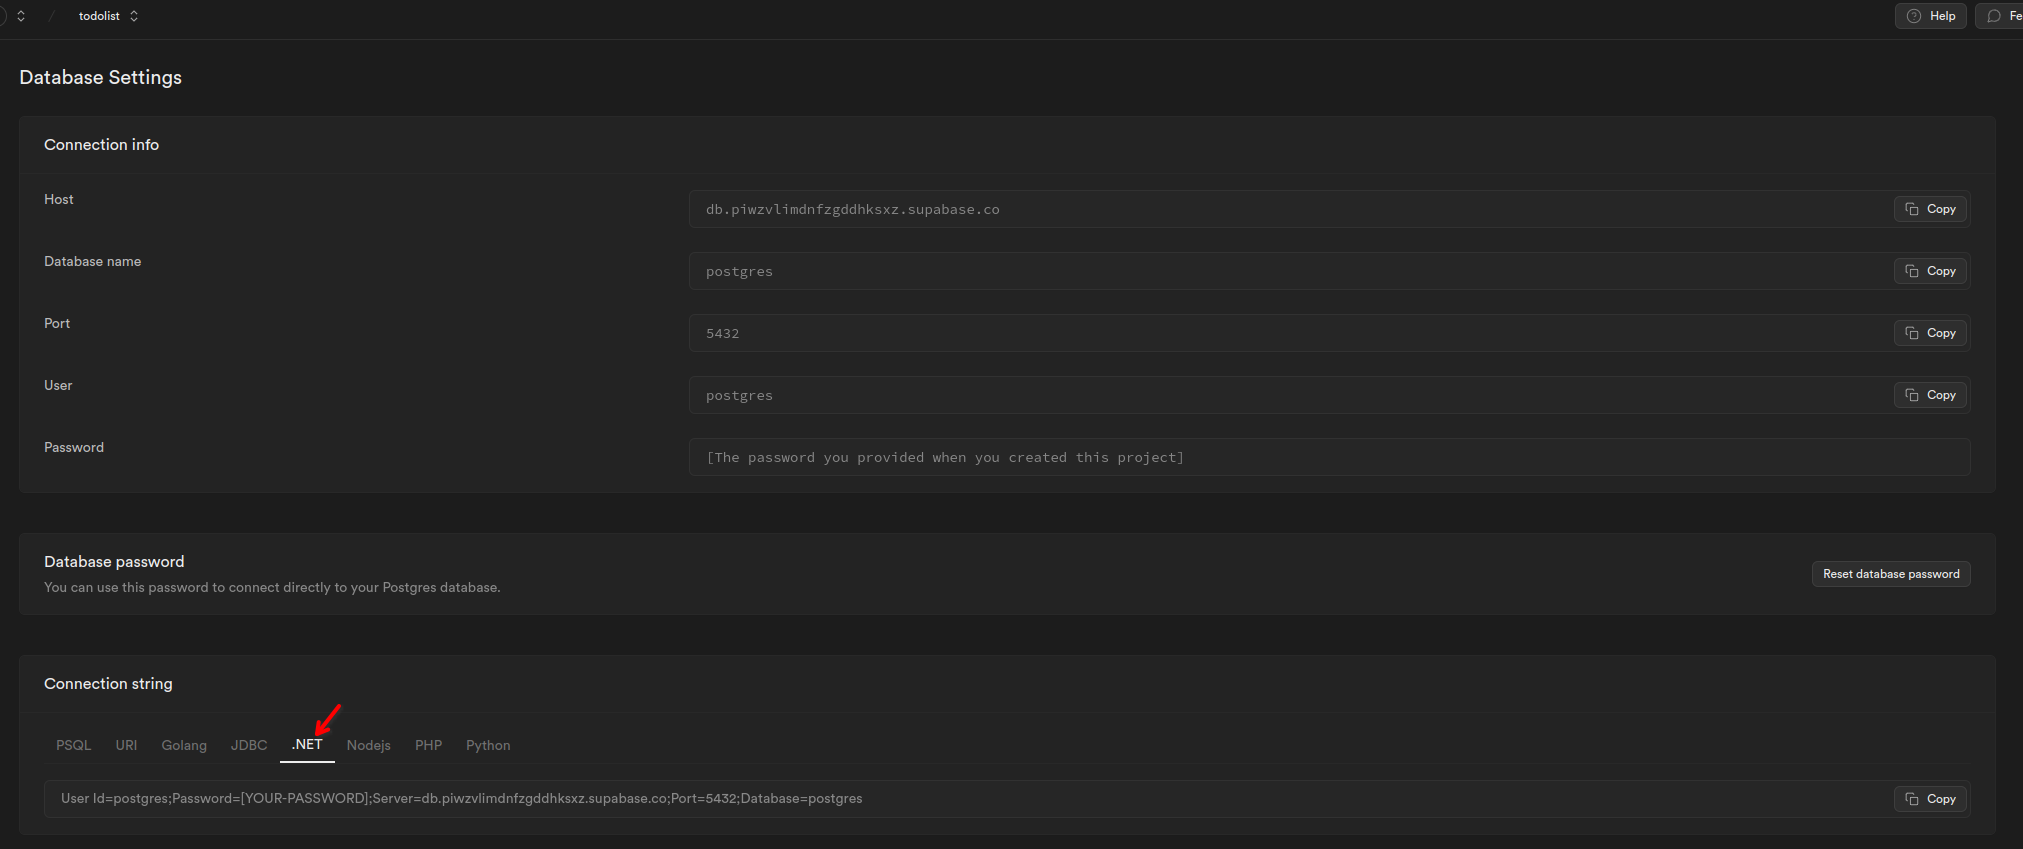 / todolist
Help
Fe
Database Settings
Connection info
Host
db.piwzvlimdnfzgddhksxz.supabase.co
Copy
Database name
postgres
Copy
Port
5432
Copy
User
postgres
Copy
Password
[The password you provided when you created this project]
Database password
You can use this password to connect directly to your Postgres database.
Reset database password
Connection string
PSQL URI Golang JDBC .NET Nodejs PHP Python
User Id=postgres;Password=[YOUR-PASSWORD];Server=db.piwzvlimdnfzgddhksxz.supabase.co;Port=5432;Database=postgres
Copy